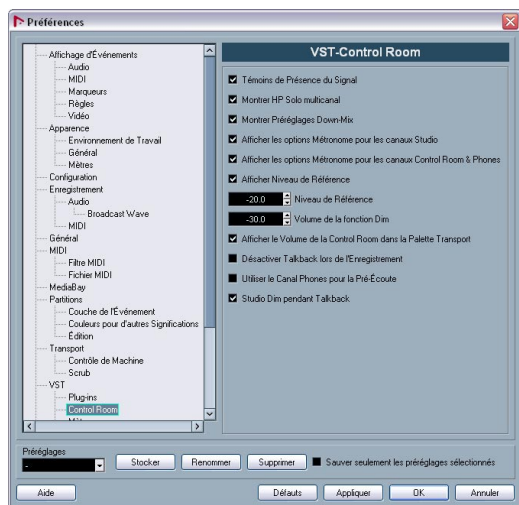 Préférences
Affichage d'Événements
Audio
MIDI
Marqueurs
Règles
Vidéo
Apparence
Environnement de Travail
Général
Mètres
Configuration
Enregistrement
Audio
Broadcast Wave
MIDI
Général
MIDI
Filtre MIDI
Fichier MIDI
MediaBay
Partitions
Couche de l'Événement
Couleurs pour d'autres Significations
Édition
Transport
Contrôle de Machine
Scrub
VST
Plug-ins
Control Room
VST-Control Room
Témoins de Présence du Signal
Montrer HP Solo multicanal
Montrer Préréglages Down-Mix
Afficher les options Métronome pour les canaux Studio
Afficher les options Métronome pour les canaux Control Room & Phones
Afficher Niveau de Référence
-20.0 Niveau de Référence
-30.0 Volume de la fonction Dim
Afficher le Volume de la Control Room dans la Palette Transport
Désactiver Talkback lors de l'Enregistrement
Utiliser le Canal Phones pour la Pré-Écoute
Studio Dim pendant Talkback
Préréglages
-
Stocker Renommer Supprimer Sauver seulement les préréglages sélectionnés
Aide Défauts Appliquer OK Annuler